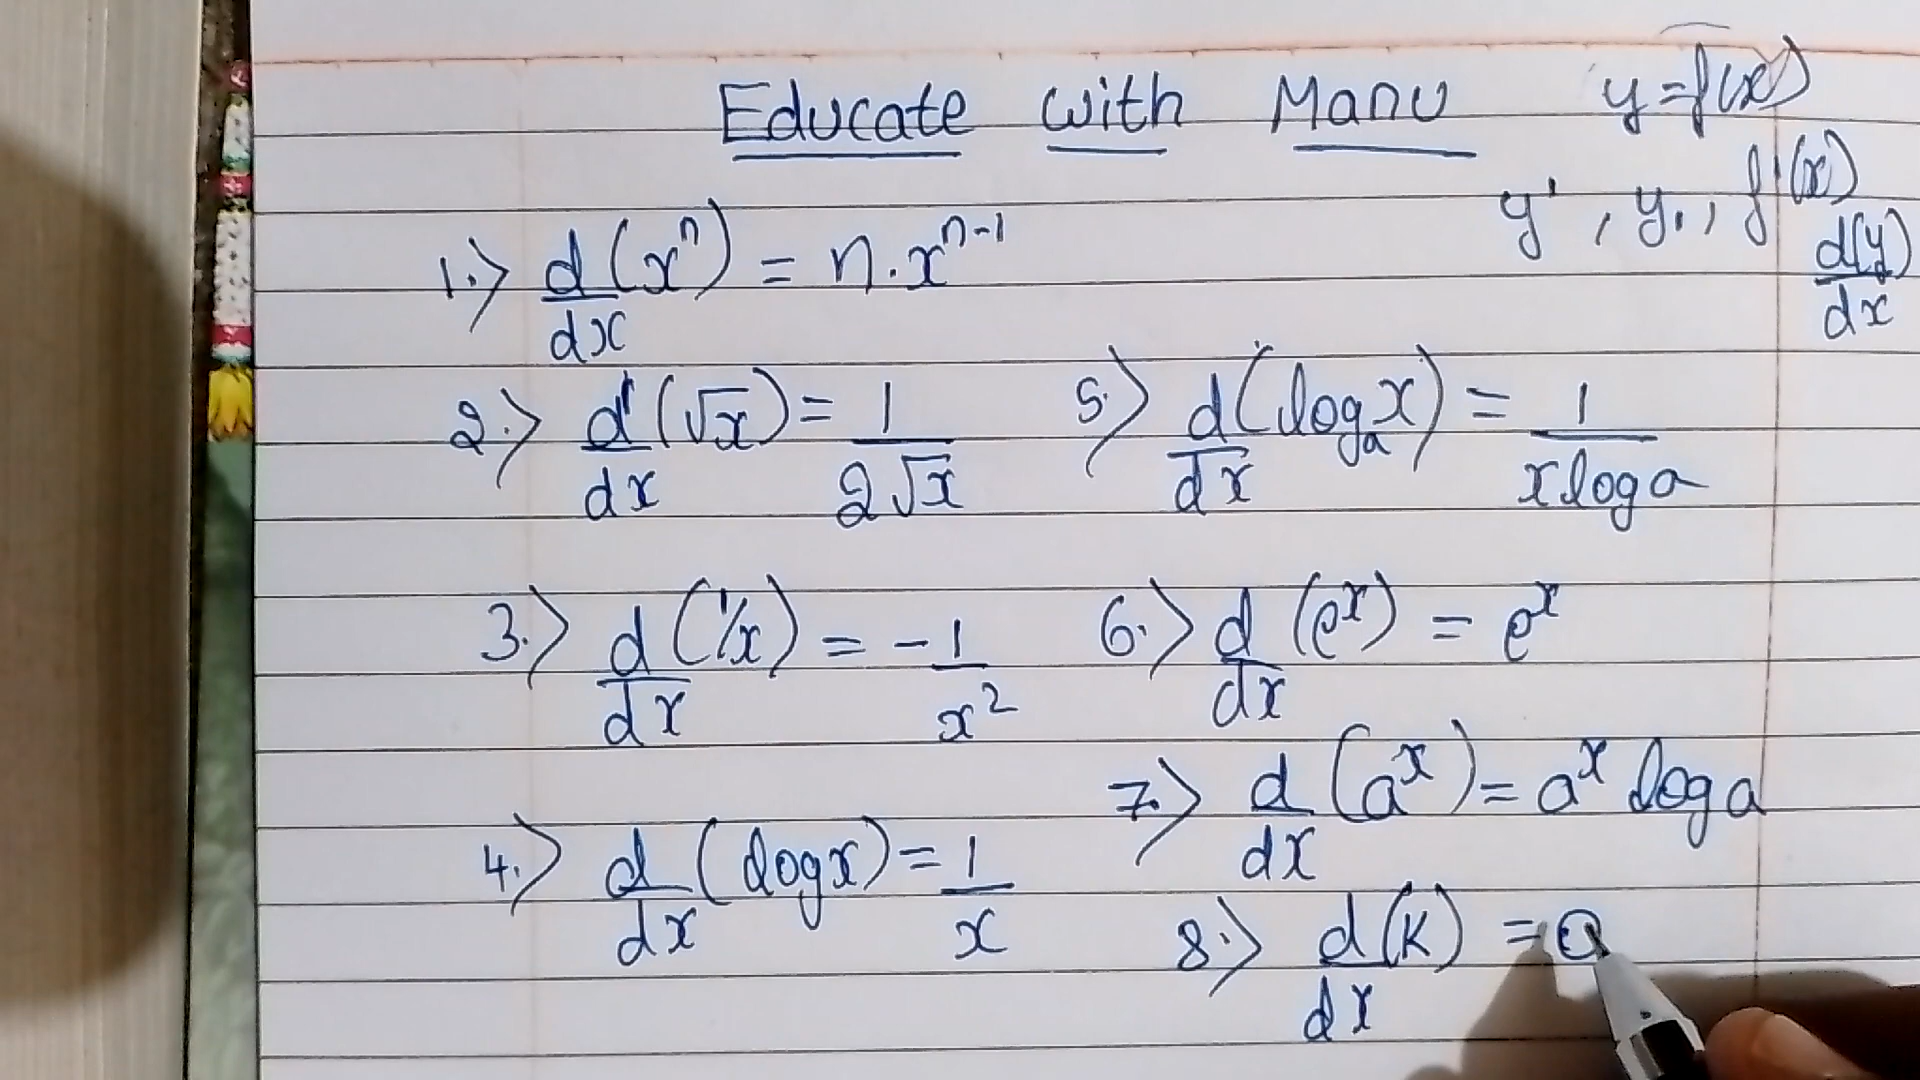 Educate with Manu
y = f(x)
y', y₁, f'(x)
d(y)/dx
1.> d/dx (xⁿ) = n·xⁿ⁻¹
2.> d/dx (√x) = 1/2√x
3.> d/dx (1/x) = -1/x²
4.> d/dx (log x) = 1/x
5.> d/dx (logₐx) = 1/x log a
6.> d/dx (eˣ) = eˣ
7.> d/dx (aˣ) = aˣ log a
8.> d/dx (K) = 0